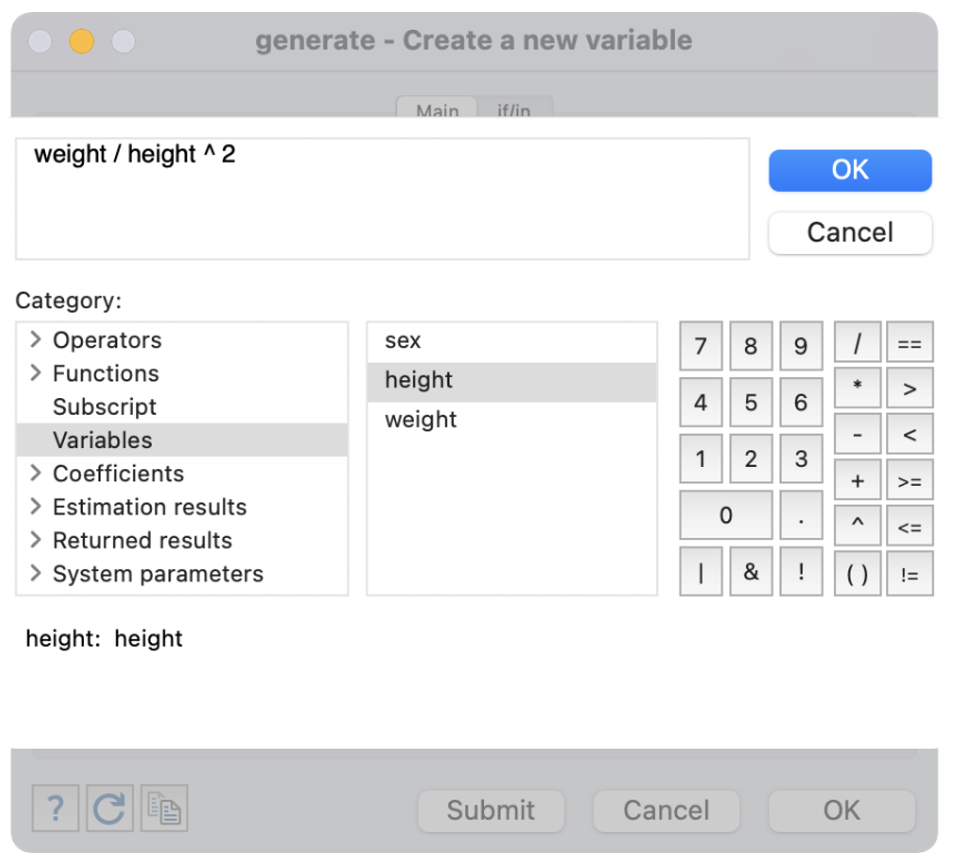 generate - Create a new variable
Main if/in
weight / height ^ 2
OK
Cancel
Category:
Operators
Functions
Subscript
Variables
Coefficients
Estimation results
Returned results
System parameters
sex
height
weight
7 8 9 / ==
4 5 6 * >
1 2 3 - <
0 . + >=
^ <=
| & ! ( ) !=
height: height
? Submit Cancel OK